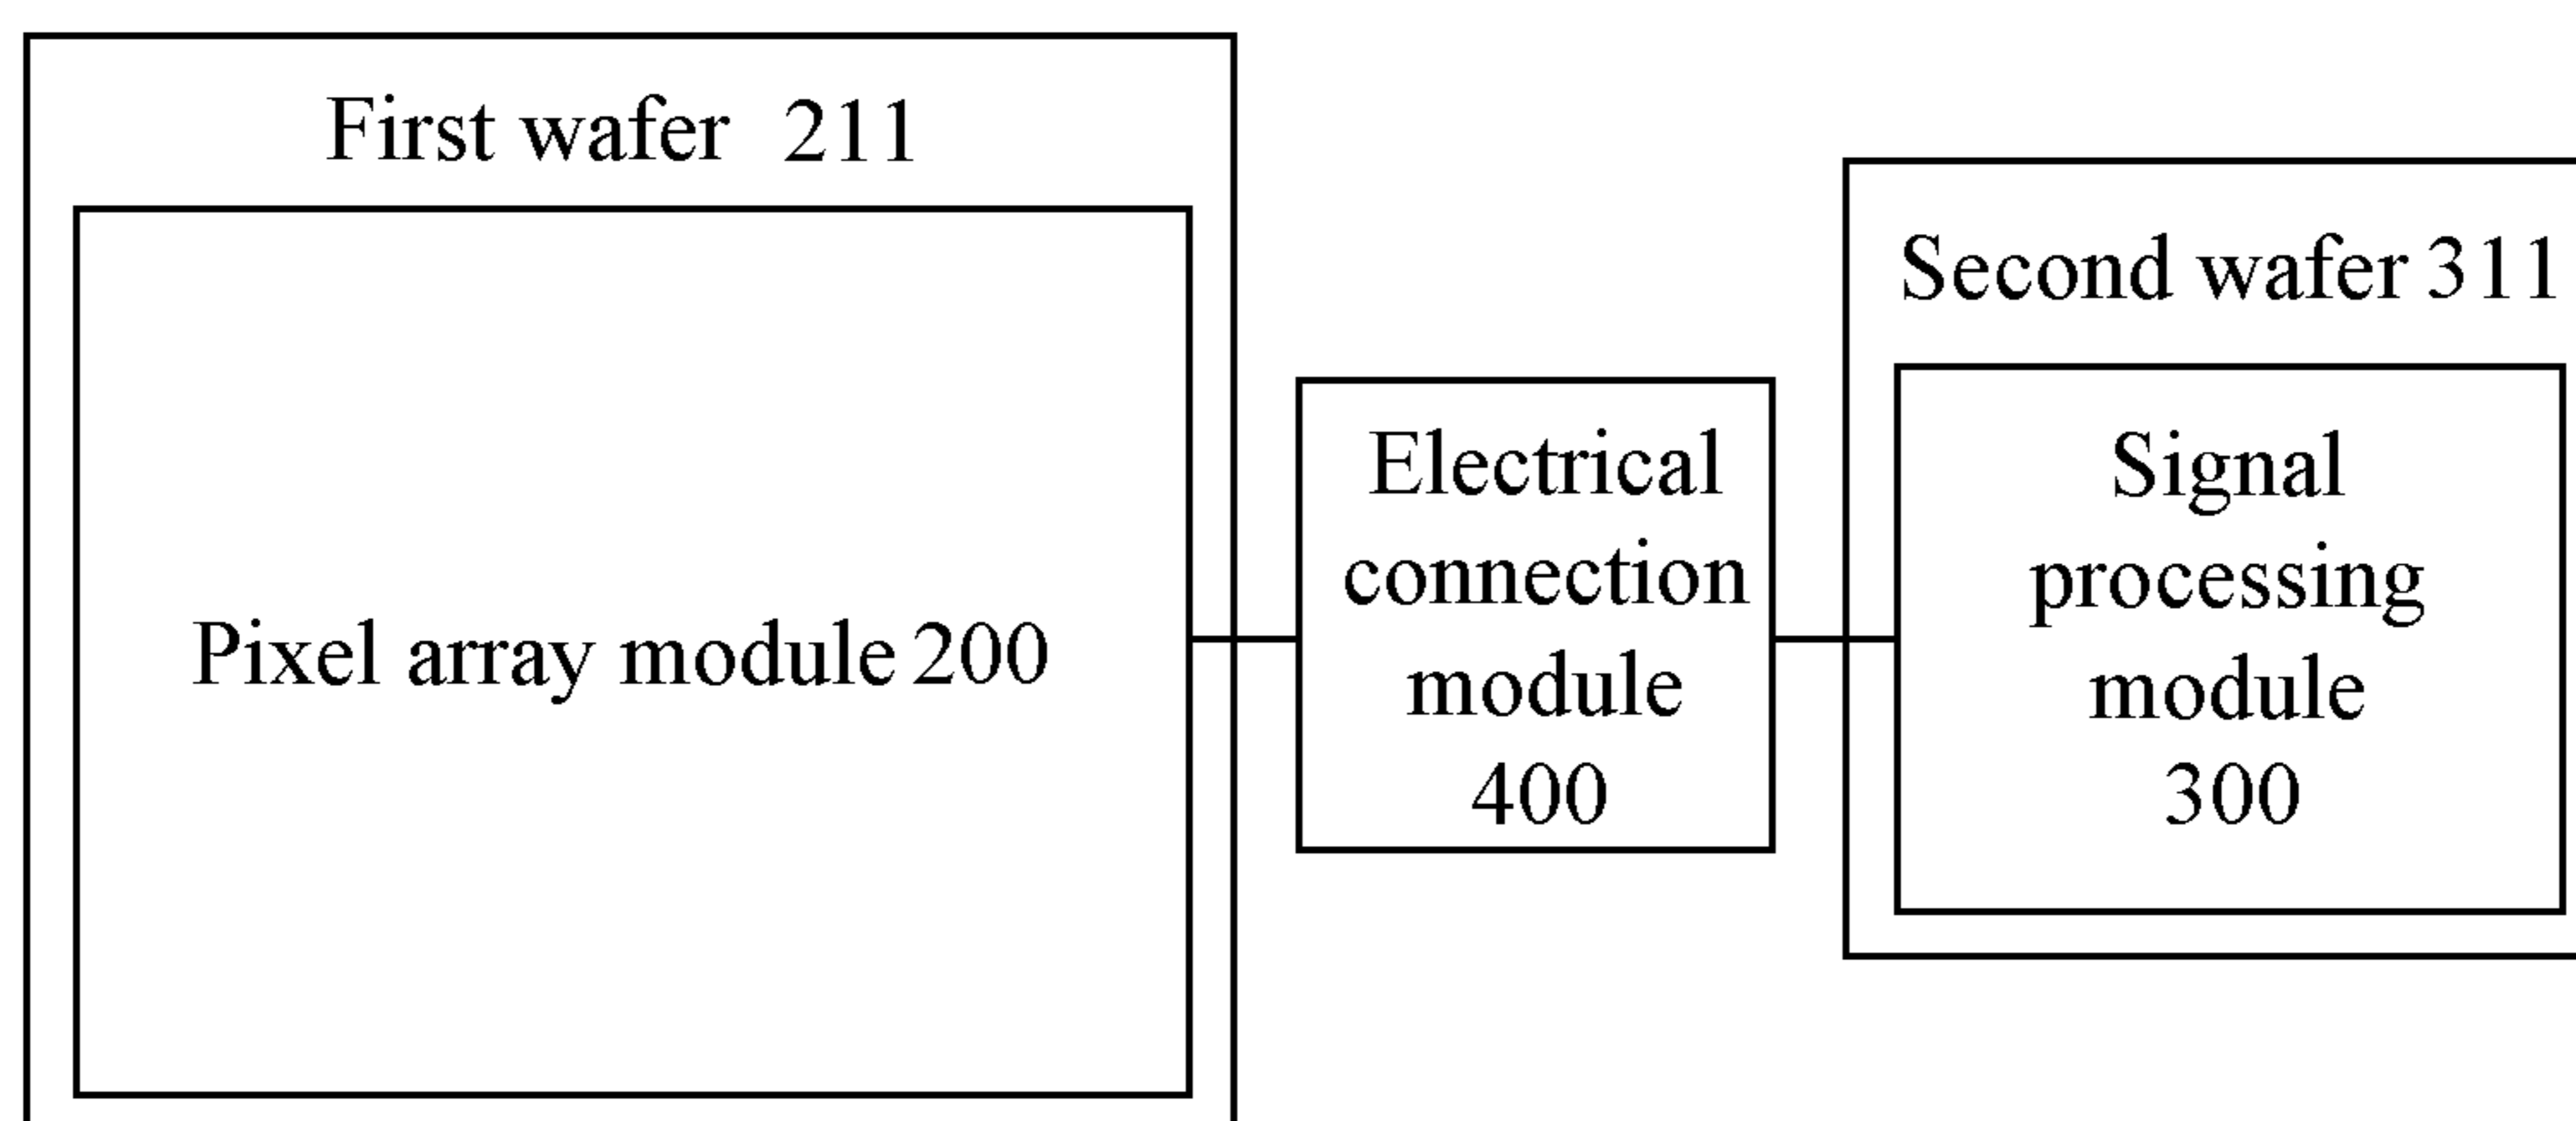 First wafer 211
Pixel array module 200
Electrical
connection
module
400
Second wafer 311
Signal
processing
module
300